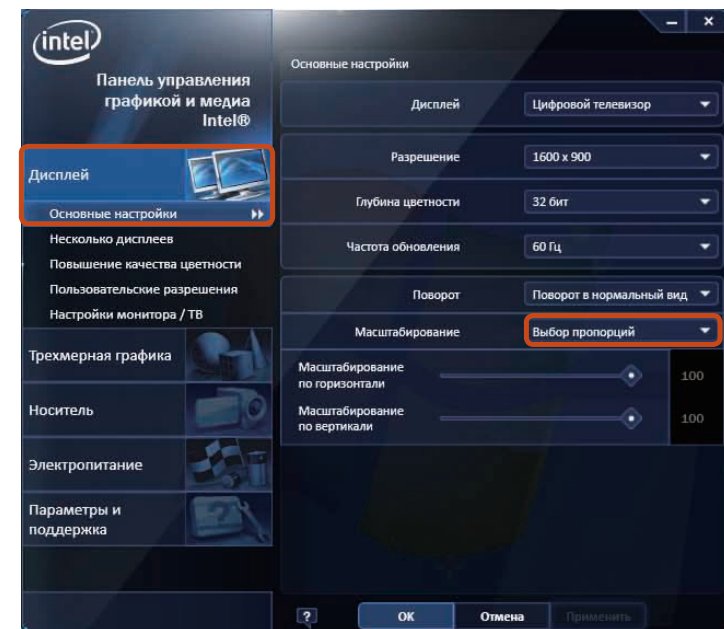 intel
Панель управления
графикой и медиа
Intel®
Дисплей
Основные настройки
Несколько дисплеев
Повышение качества цветности
Пользовательские разрешения
Настройки монитора / ТВ
Трехмерная графика
Носитель
Электропитание
Параметры и
поддержка
Основные настройки
Дисплей
Цифровой телевизор
Разрешение
1600 x 900
Глубина цветности
32 бит
Частота обновления
60 Гц
Поворот
Поворот в нормальный вид
Масштабирование
Выбор пропорций
Масштабирование
по горизонтали
100
Масштабирование
по вертикали
100
?
ОК
Отмена
Применить